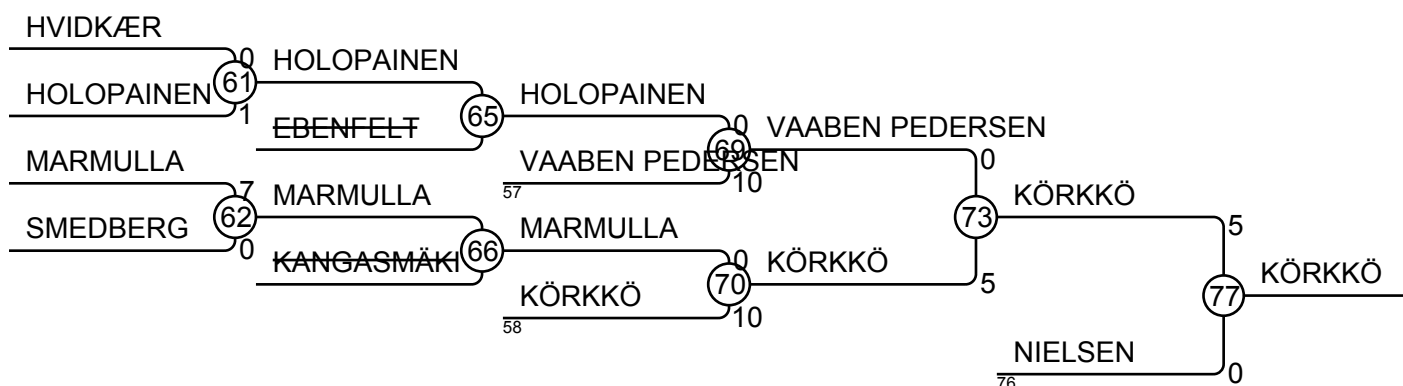 HVIDKÆR
0
61
HOLOPAINEN
HOLOPAINEN
1
65
HOLOPAINEN
EBENFELT
0
69
VAABEN PEDERSEN
MARMULLA
VAABEN PEDERSEN
57
10
0
7
62
MARMULLA
73
KÖRKKÖ
SMEDBERG
0
66
MARMULLA
5
KANGASMÄKI
0
70
KÖRKKÖ
KÖRKKÖ
58
10
5
77
KÖRKKÖ
NIELSEN
76
0